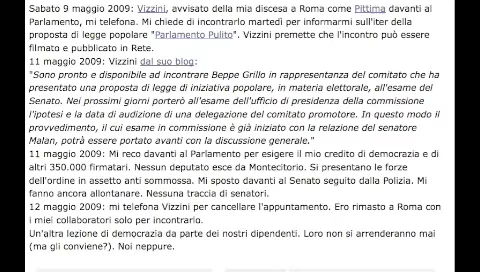 Sabato 9 maggio 2009: Vizzini, avvisato della mia discesa a Roma come Pittima davanti al
Parlamento, mi telefona. Mi chiede di incontrarlo martedì per informarmi sull'iter della
proposta di legge popolare "Parlamento Pulito". Vizzini premette che l'incontro può essere
filmato e pubblicato in Rete.
11 maggio 2009: Vizzini dal suo blog:
"Sono pronto e disponibile ad incontrare Beppe Grillo in rappresentanza del comitato che ha
presentato una proposta di legge di iniziativa popolare, in materia elettorale, all'esame del
Senato. Nei prossimi giorni porterò all'esame dell'ufficio di presidenza della commissione
l'ipotesi e la data di audizione di una delegazione del comitato promotore. In questo modo il
provvedimento, il cui esame in commissione è già iniziato con la relazione del senatore
Malan, potrà essere portato avanti con la discussione generale."
11 maggio 2009: Mi reco davanti al Parlamento per esigere il mio credito di democrazia e di
altri 350.000 firmatari. Nessun deputato esce da Montecitorio. Si presentano le forze
dell'ordine in assetto anti sommossa. Mi sposto davanti al Senato seguito dalla Polizia. Mi
fanno ancora allontanare. Nessuna traccia di senatori.
12 maggio 2009: mi telefona Vizzini per cancellare l'appuntamento. Ero rimasto a Roma con
i miei collaboratori solo per incontrarlo.
Un'altra lezione di democrazia da parte dei nostri dipendenti. Loro non si arrenderanno mai
(ma gli conviene?). Noi neppure.